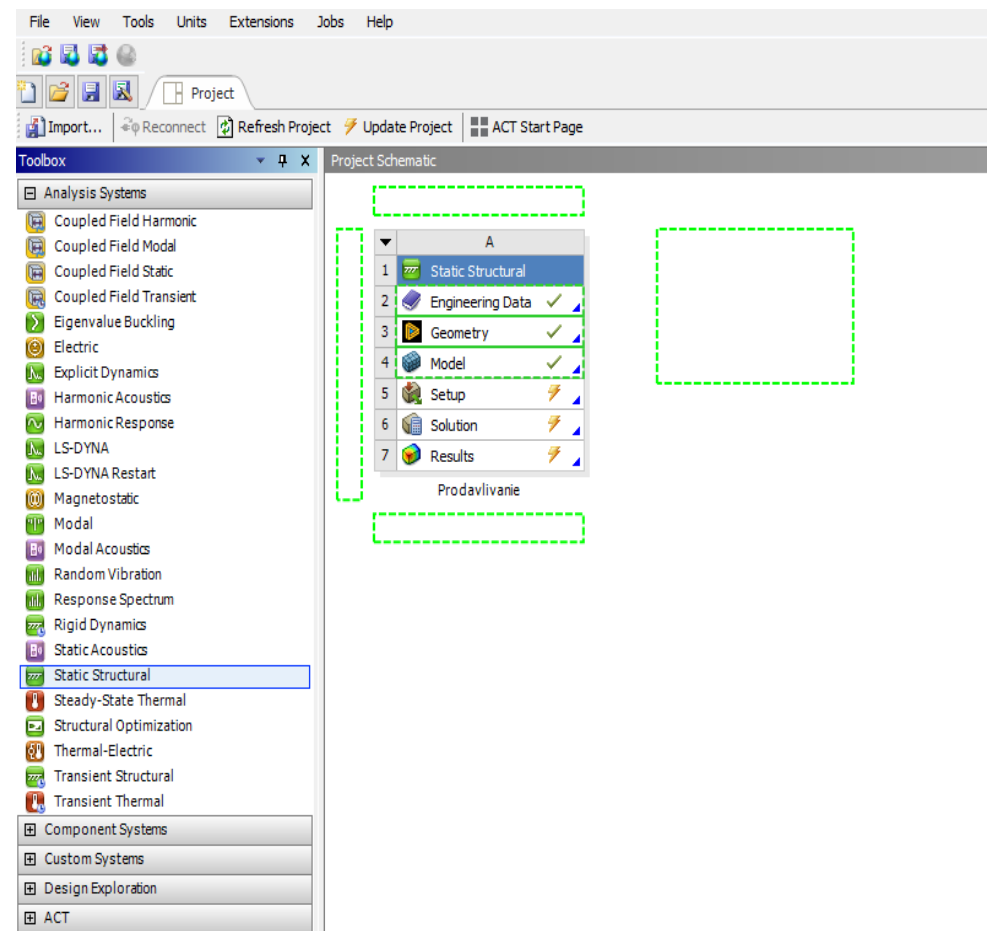 File View Tools Units Extensions Jobs Help
Project
Import... Reconnect Refresh Project Update Project ACT Start Page
Toolbox
Project Schematic
Analysis Systems
Coupled Field Harmonic
Coupled Field Modal
Coupled Field Static
Coupled Field Transient
Eigenvalue Buckling
Electric
Explicit Dynamics
Harmonic Acoustics
Harmonic Response
LS-DYNA
LS-DYNA Restart
Magnetostatic
Modal
Modal Acoustics
Random Vibration
Response Spectrum
Rigid Dynamics
Static Acoustics
Static Structural
Steady-State Thermal
Structural Optimization
Thermal-Electric
Transient Structural
Transient Thermal
Component Systems
Custom Systems
Design Exploration
ACT
A
1 Static Structural
2 Engineering Data
3 Geometry
4 Model
5 Setup
6 Solution
7 Results
Prodavlivanie